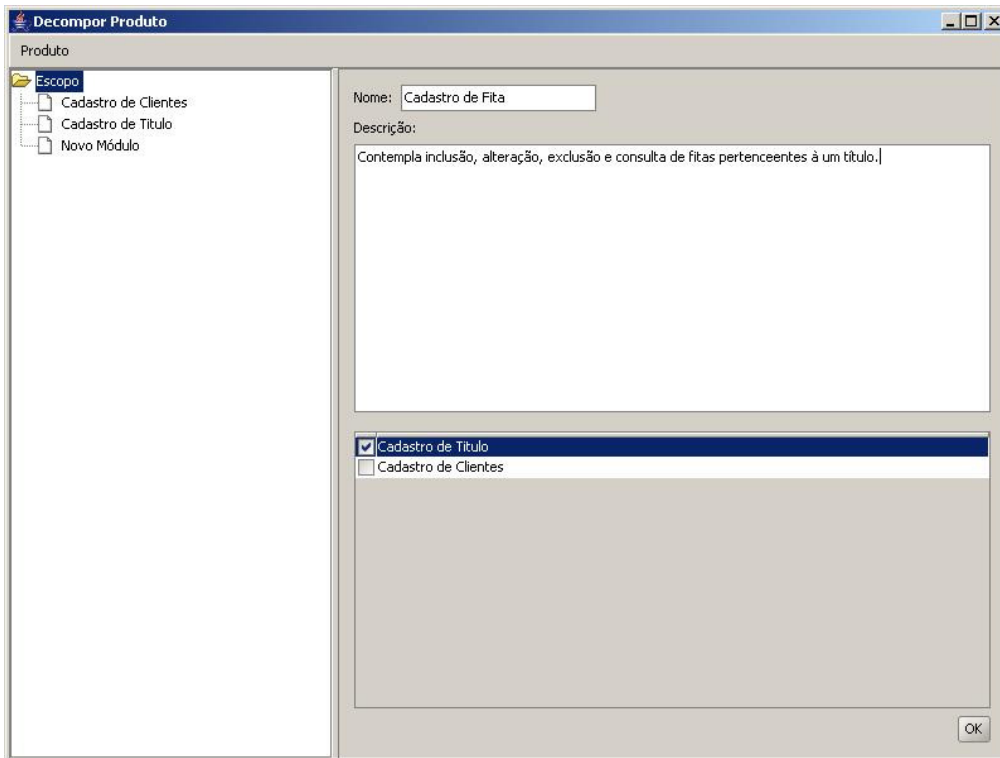 Decompor Produto
Produto
Escopo
Cadastro de Clientes
Cadastro de Titulo
Novo Módulo
Nome: Cadastro de Fita
Descrição:
Contempla inclusão, alteração, exclusão e consulta de fitas pertenceentes à um título.
Cadastro de Titulo
Cadastro de Clientes
OK